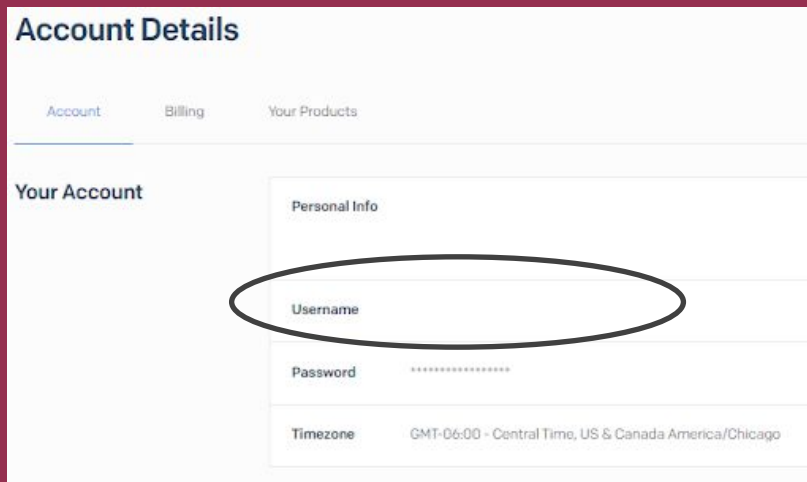 Account Details
Account Billing Your Products
Your Account
Personal Info
Username
Password *****************
Timezone GMT-06:00 - Central Time, US & Canada America/Chicago